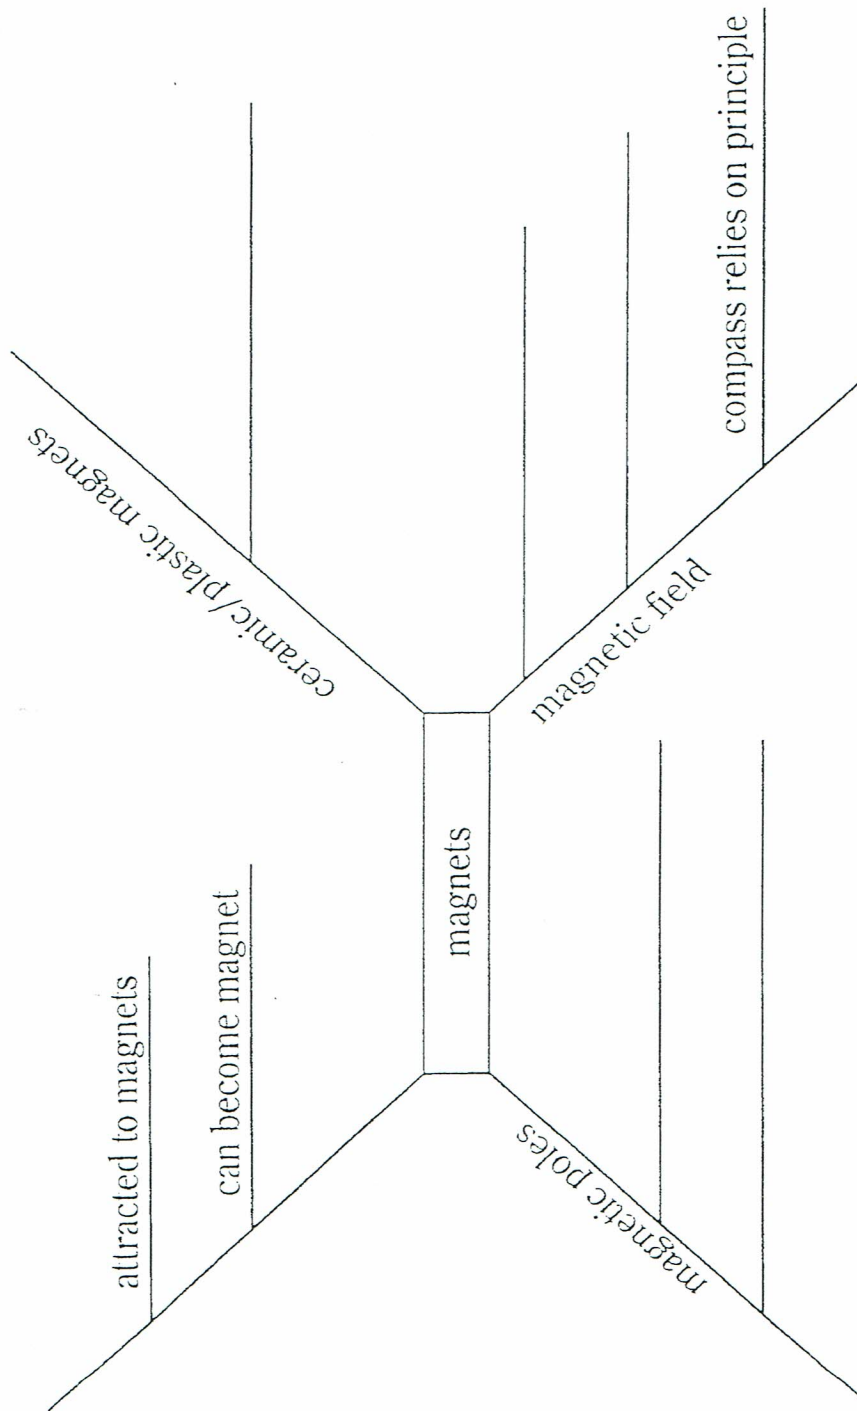 attracted to magnets
can become magnet
ceramic/plastic magnets
magnets
magnetic poles
magnetic field
compass relies on principle